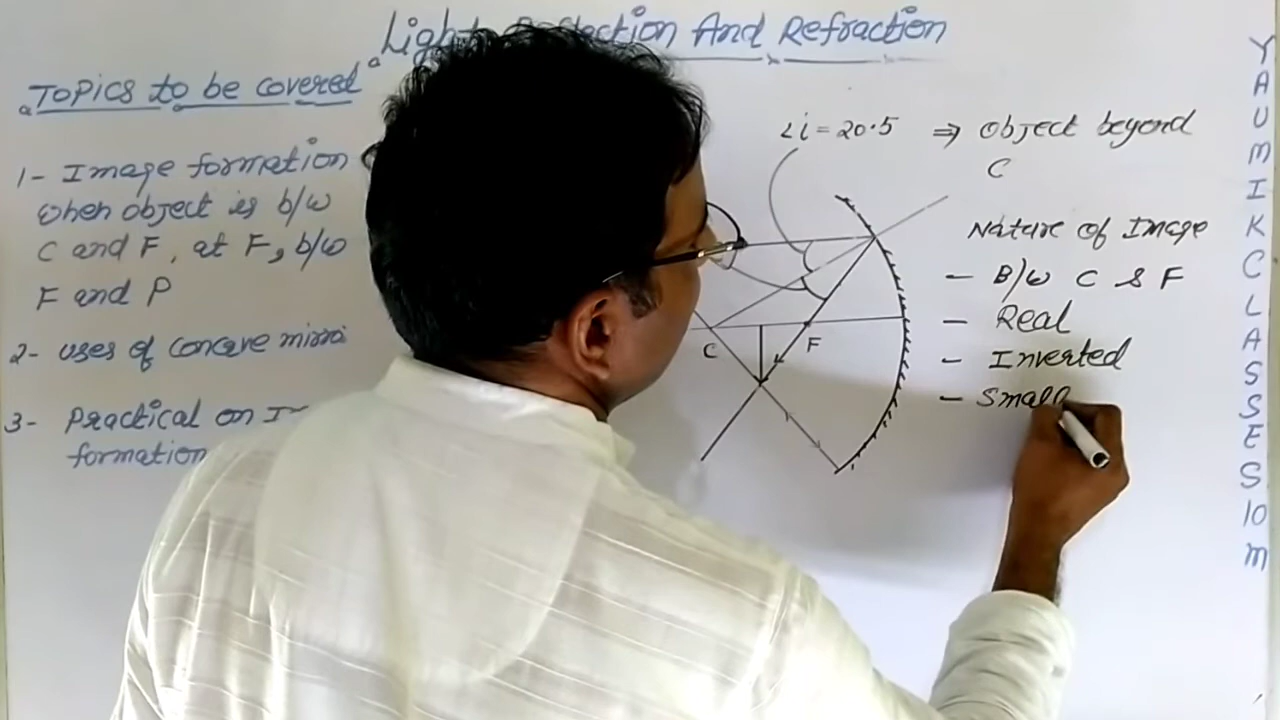 Light Reflection And Refraction
Topics to be covered
1- Image formation
When object is b/w
C and F, at F, b/w
F and P
2- uses of concave mirro
3- Practical on I
formation
∠i = 20.5 ⇒ Object beyond
C
Nature of Image
- B/w C & F
- Real
- Inverted
- Small
C
F
YAUMIK CLASSES 10 m